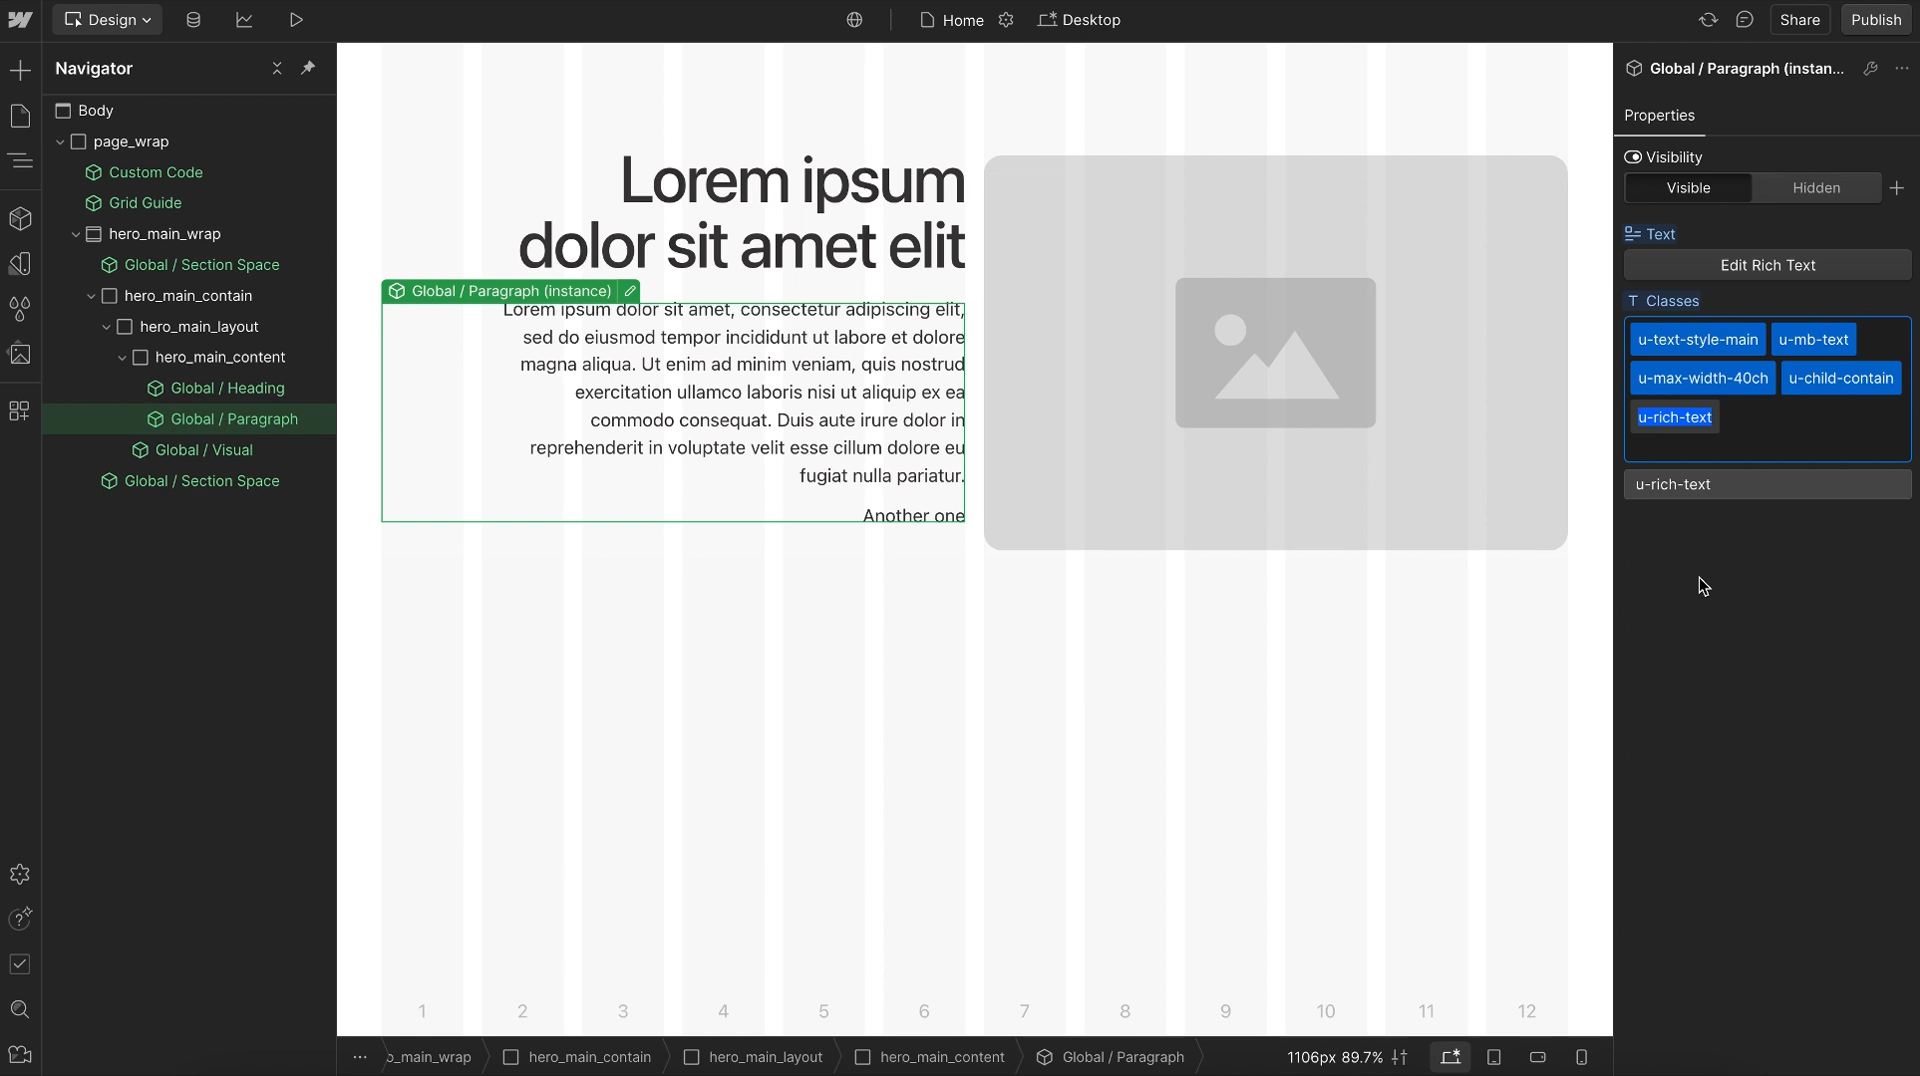 Design
Home
Desktop
Share
Publish
Navigator
Body
page_wrap
Custom Code
Grid Guide
hero_main_wrap
Global / Section Space
hero_main_contain
hero_main_layout
hero_main_content
Global / Heading
Global / Paragraph
Global / Visual
Global / Section Space
Lorem ipsum
dolor sit amet elit
Global / Paragraph (instance)
Lorem ipsum dolor sit amet, consectetur adipiscing elit,
sed do eiusmod tempor incididunt ut labore et dolore
magna aliqua. Ut enim ad minim veniam, quis nostrud
exercitation ullamco laboris nisi ut aliquip ex ea
commodo consequat. Duis aute irure dolor in
reprehenderit in voluptate velit esse cillum dolore eu
fugiat nulla pariatur.
Another one
1 2 3 4 5 6 7 8 9 10 11 12
Global / Paragraph (instan...
Properties
Visibility
Visible Hidden
Text
Edit Rich Text
Classes
u-text-style-main u-mb-text
u-max-width-40ch u-child-contain
u-rich-text
u-rich-text
... o_main_wrap hero_main_contain hero_main_layout hero_main_content Global / Paragraph 1106px 89.7%